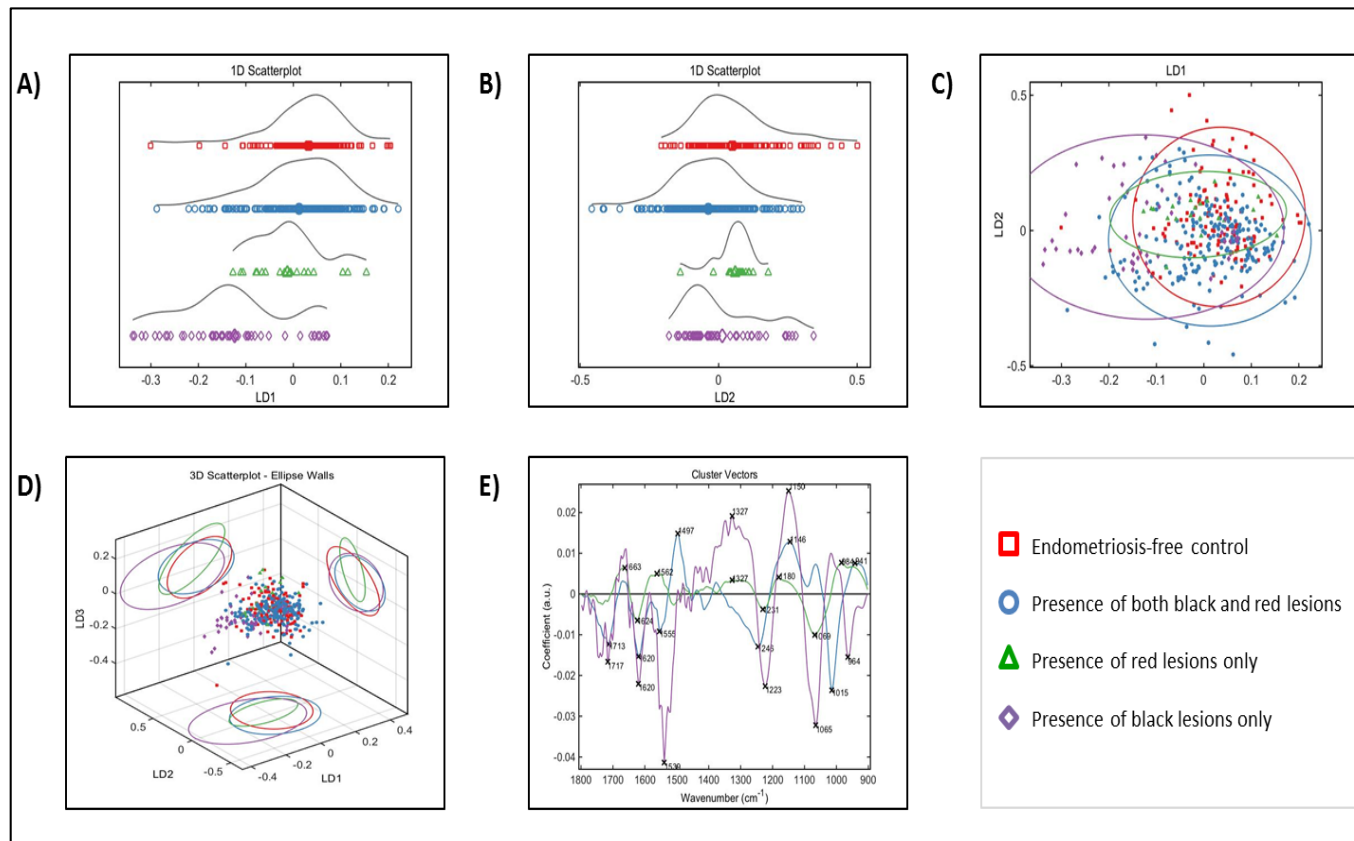 A)
1D Scatterplot
-0.3 -0.2 -0.1 0 0.1 0.2
LD1
B)
1D Scatterplot
-0.5 0 0.5
LD2
C)
LD1
0.5
0
-0.5
LD2
-0.3 -0.2 -0.1 0 0.1 0.2
D)
3D Scatterplot - Ellipse Walls
0.2
0
-0.2
-0.4
LD3
0.5
0
-0.5
LD2
-0.4
-0.2
0
0.2
0.4
LD1
E)
Cluster Vectors
0.02
0.01
0
-0.01
-0.02
-0.03
-0.04
Coefficient (a.u.)
1150
1327
1497
1146
1562
1327
1180
941
1624
1231
1069
1555
1713
1717
1620
1246
1620
1223
964
1015
1065
1800 1700 1600 1500 1400 1300 1200 1100 1000 900
Wavenumber (cm⁻¹)
Endometriosis-free control
Presence of both black and red lesions
Presence of red lesions only
Presence of black lesions only